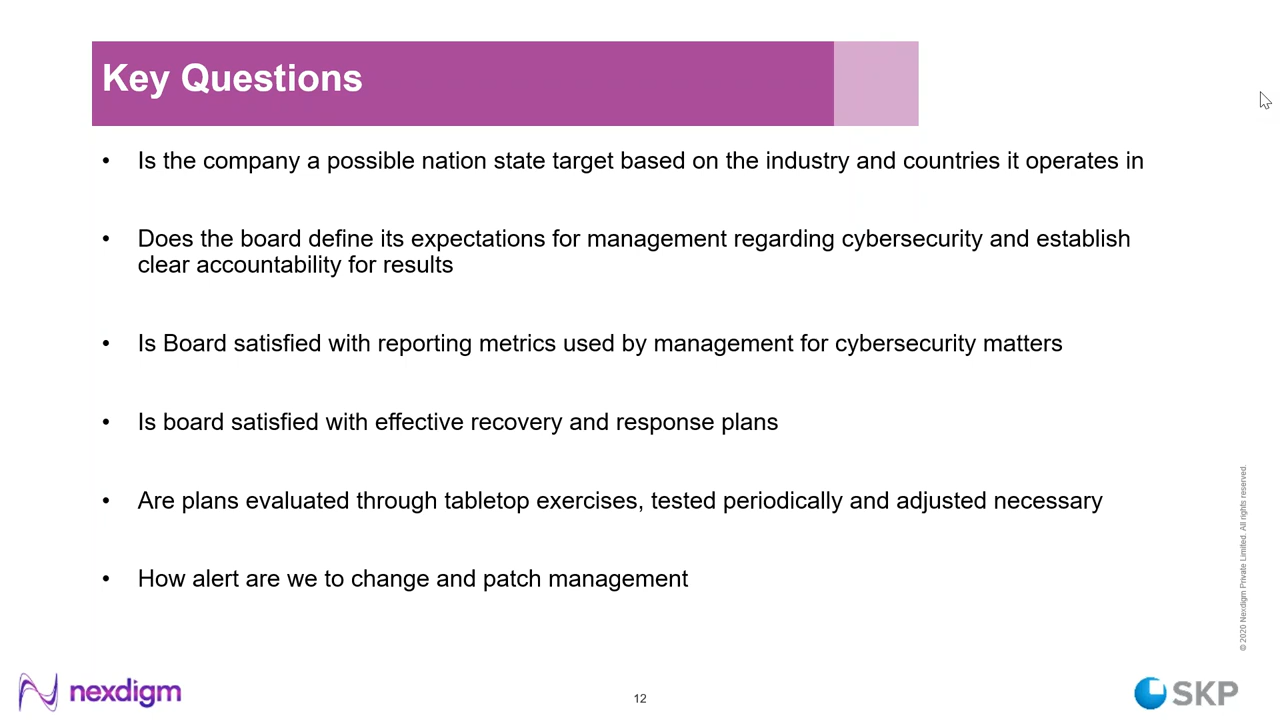 Key Questions
• Is the company a possible nation state target based on the industry and countries it operates in
• Does the board define its expectations for management regarding cybersecurity and establish
clear accountability for results
• Is Board satisfied with reporting metrics used by management for cybersecurity matters
• Is board satisfied with effective recovery and response plans
• Are plans evaluated through tabletop exercises, tested periodically and adjusted necessary
• How alert are we to change and patch management
© 2020 Nexdigm Private Limited. All rights reserved.
nexdigm
12
SKP